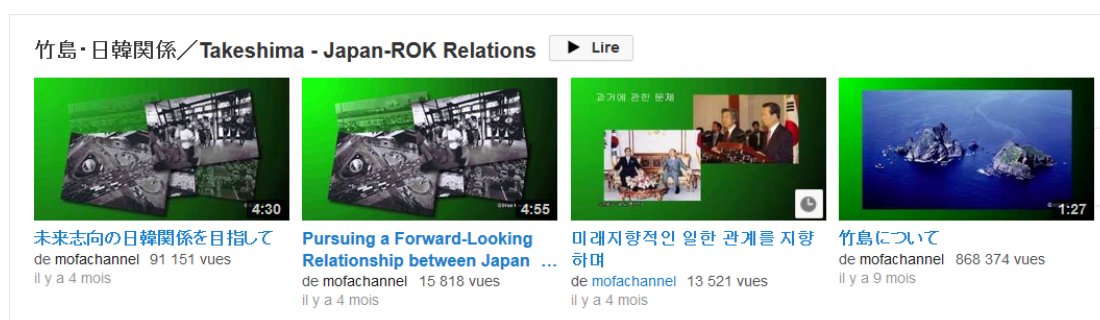 竹島・日韓関係／Takeshima - Japan-ROK Relations
Lire
과거에 관한 문제
4:30
4:55
1:27
未来志向の日韓関係を目指して
de mofachannel 91 151 vues
il y a 4 mois
Pursuing a Forward-Looking
Relationship between Japan ...
de mofachannel 15 818 vues
il y a 4 mois
미래지향적인 일한 관계를 지향
하며
de mofachannel 13 521 vues
il y a 4 mois
竹島について
de mofachannel 868 374 vues
il y a 9 mois